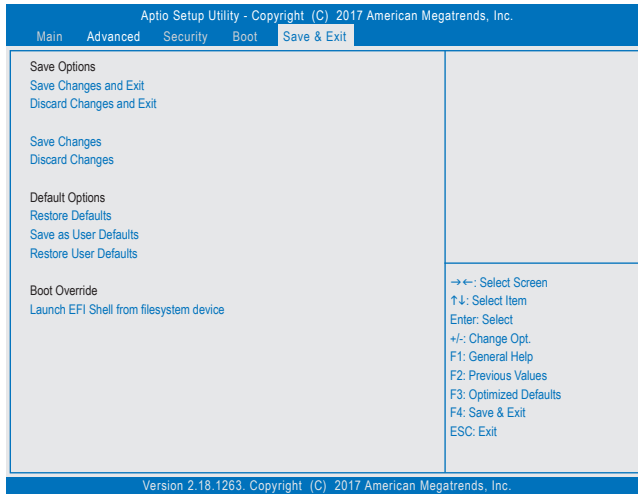 Aptio Setup Utility - Copyright (C) 2017 American Megatrends, Inc.
Main Advanced Security Boot Save & Exit
Save Options
Save Changes and Exit
Discard Changes and Exit
Save Changes
Discard Changes
Default Options
Restore Defaults
Save as User Defaults
Restore User Defaults
Boot Override
Launch EFI Shell from filesystem device
→←: Select Screen
↑↓: Select Item
Enter: Select
+/-: Change Opt.
F1: General Help
F2: Previous Values
F3: Optimized Defaults
F4: Save & Exit
ESC: Exit
Version 2.18.1263. Copyright (C) 2017 American Megatrends, Inc.